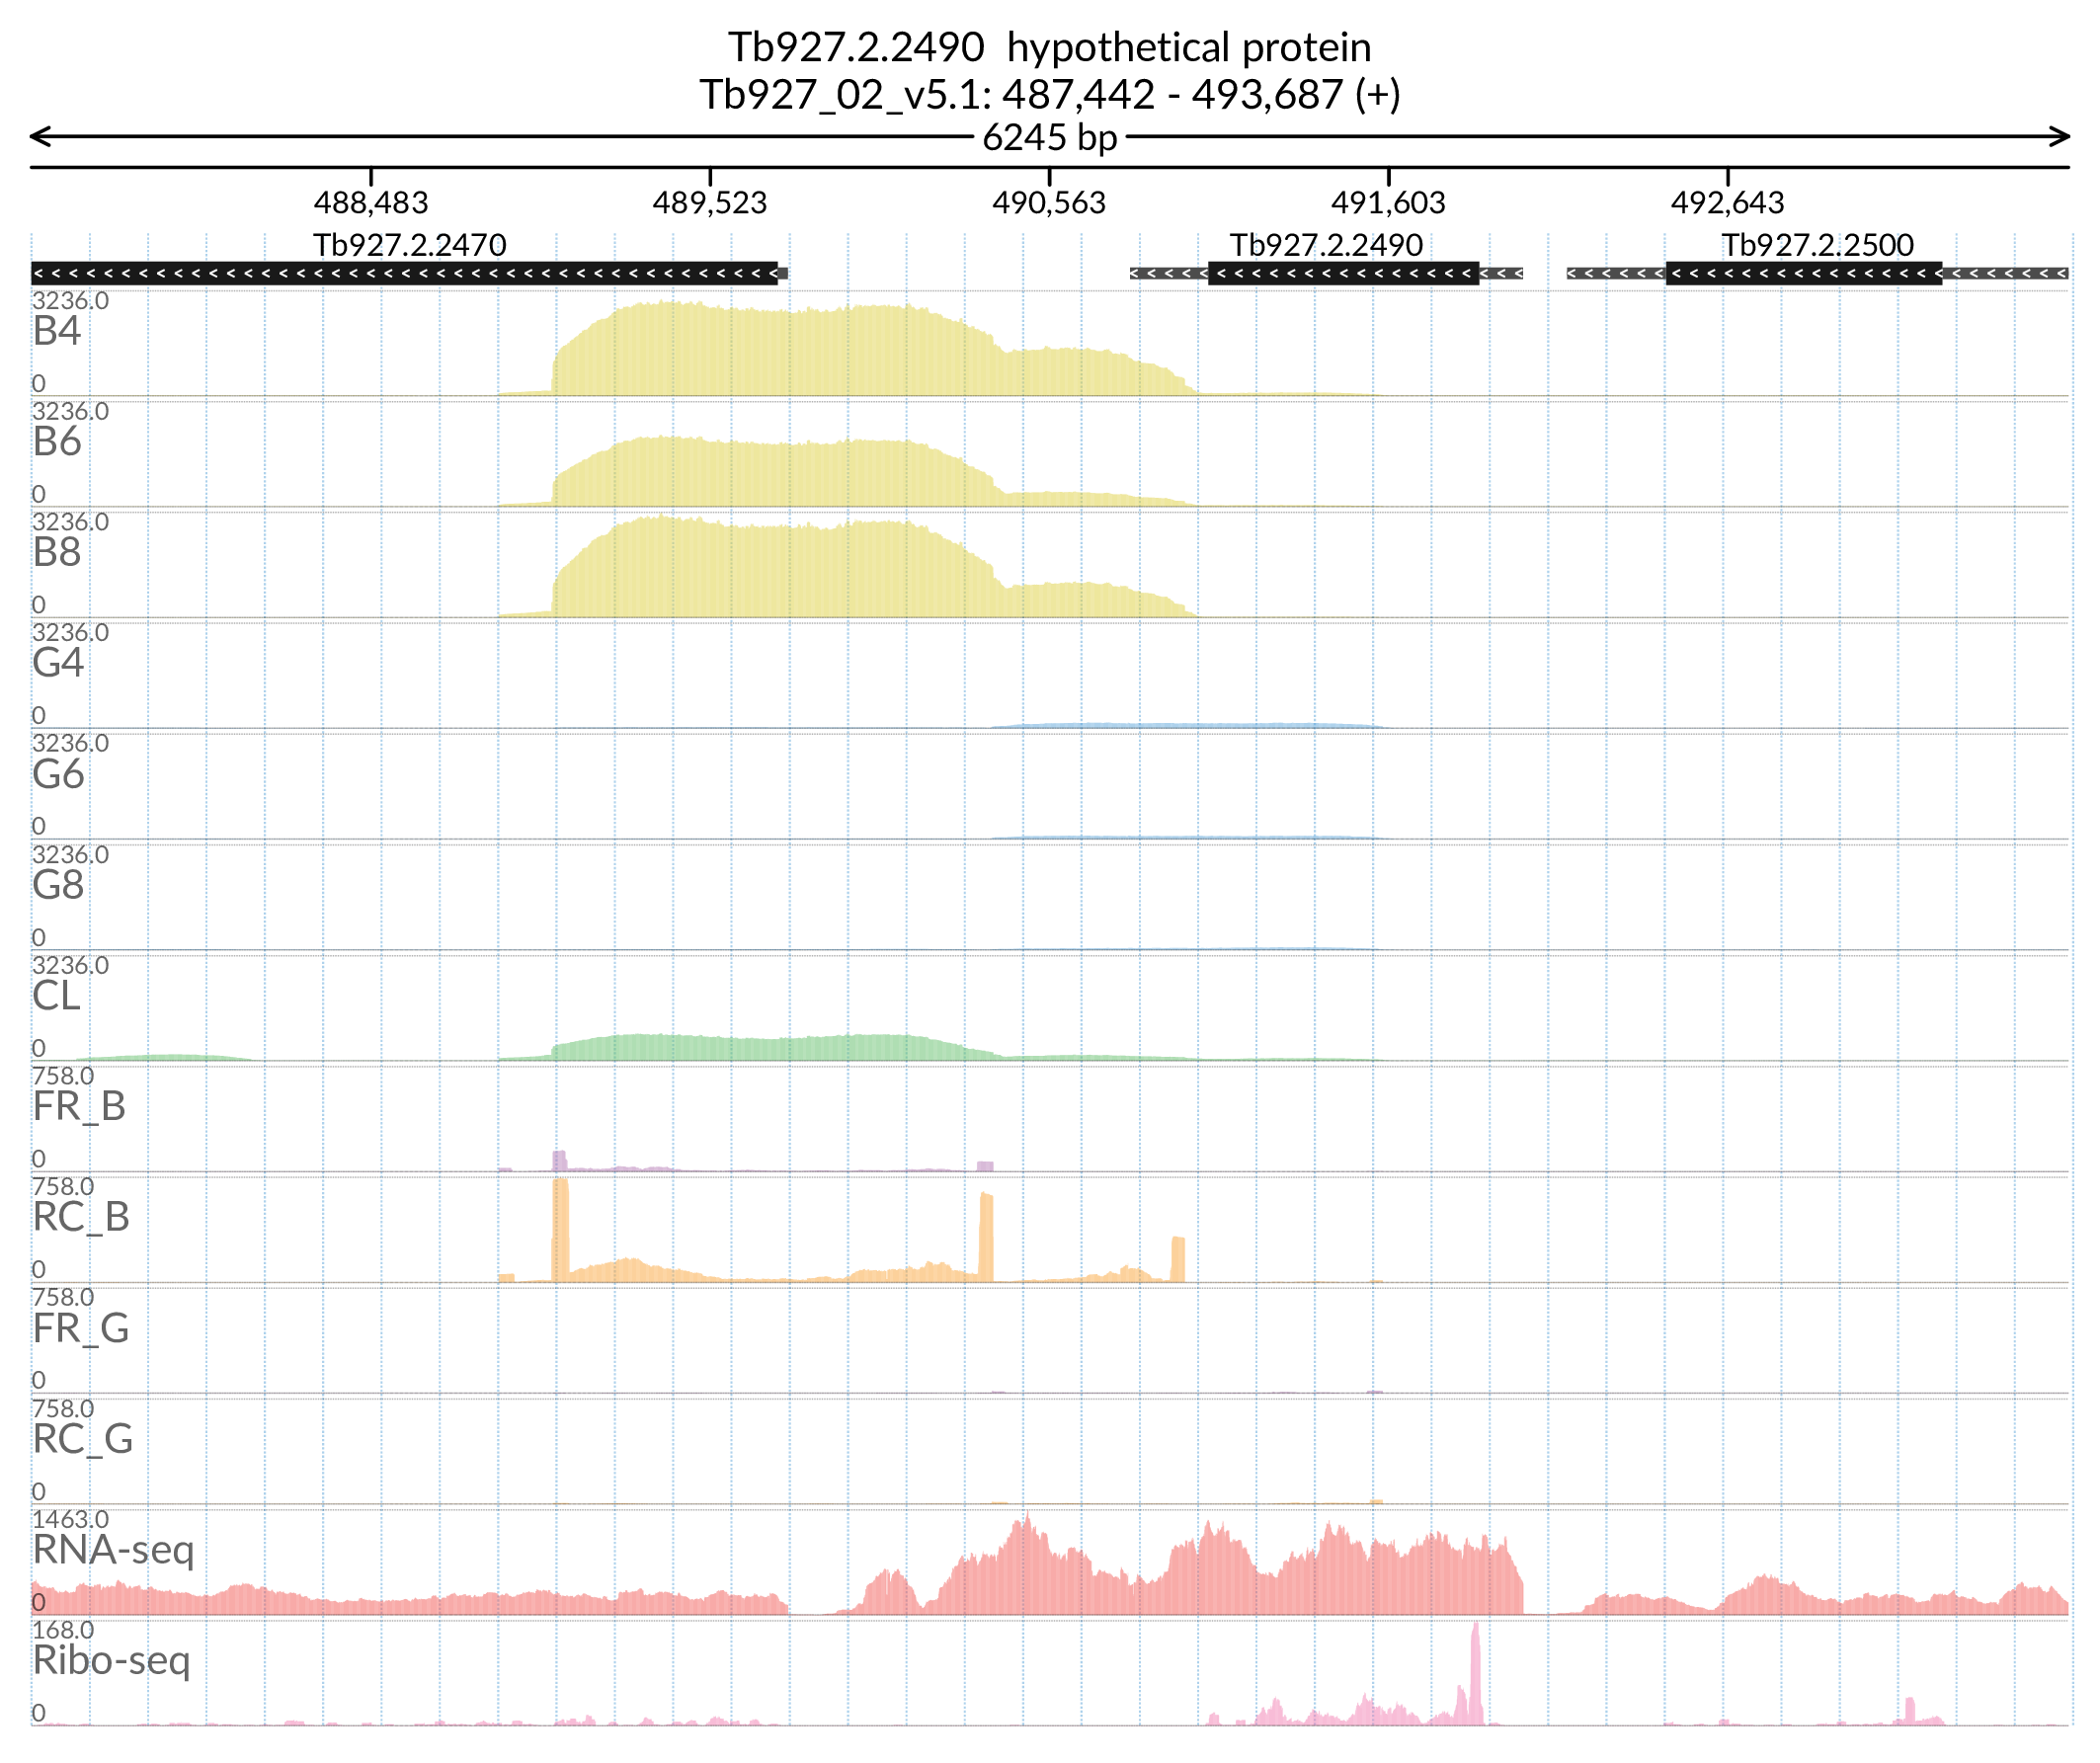 Tb927.2.2490 hypothetical protein
Tb927_02_v5.1: 487,442 - 493,687 (+)
6245 bp
488,483 489,523 490,563 491,603 492,643
Tb927.2.2470 Tb927.2.2490 Tb927.2.2500
3236.0
B4
0
3236.0
B6
0
3236.0
B8
0
3236.0
G4
0
3236.0
G6
0
3236.0
G8
0
3236.0
CL
0
758.0
FR_B
0
758.0
RC_B
0
758.0
FR_G
0
758.0
RC_G
0
1463.0
RNA-seq
0
168.0
Ribo-seq
0